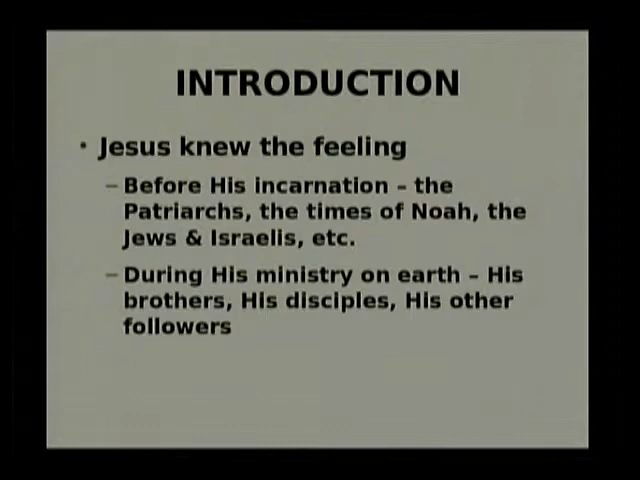 INTRODUCTION
• Jesus knew the feeling
– Before His incarnation – the
Patriarchs, the times of Noah, the
Jews & Israelis, etc.
– During His ministry on earth – His
brothers, His disciples, His other
followers